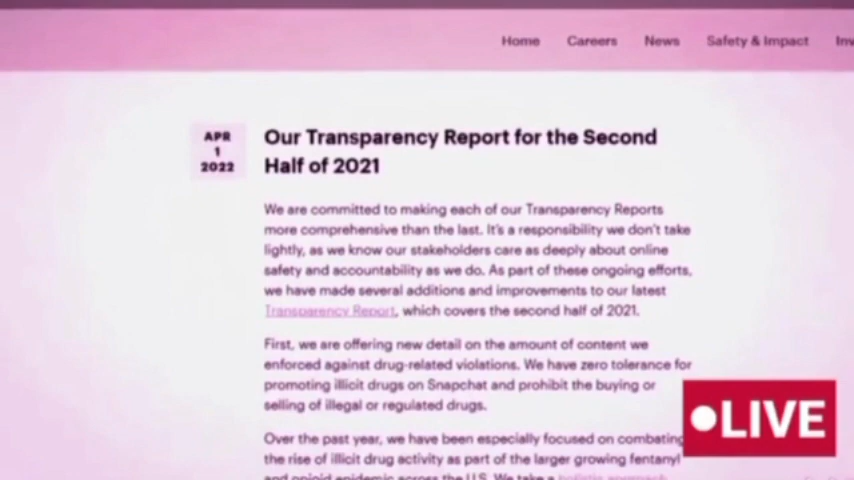 Home Careers News Safety & Impact Inv
APR
1
2022
Our Transparency Report for the Second
Half of 2021
We are committed to making each of our Transparency Reports
more comprehensive than the last. It's a responsibility we don't take
lightly, as we know our stakeholders care as deeply about online
safety and accountability as we do. As part of these ongoing efforts,
we have made several additions and improvements to our latest
Transparency Report, which covers the second half of 2021.
First, we are offering new detail on the amount of content we
enforced against drug-related violations. We have zero tolerance for
promoting illicit drugs on Snapchat and prohibit the buying or
selling of illegal or regulated drugs.
Over the past year, we have been especially focused on combating
the rise of illicit drug activity as part of the larger growing fentanyl
and opioid epidemic across the U.S. We take a holistic approach
LIVE